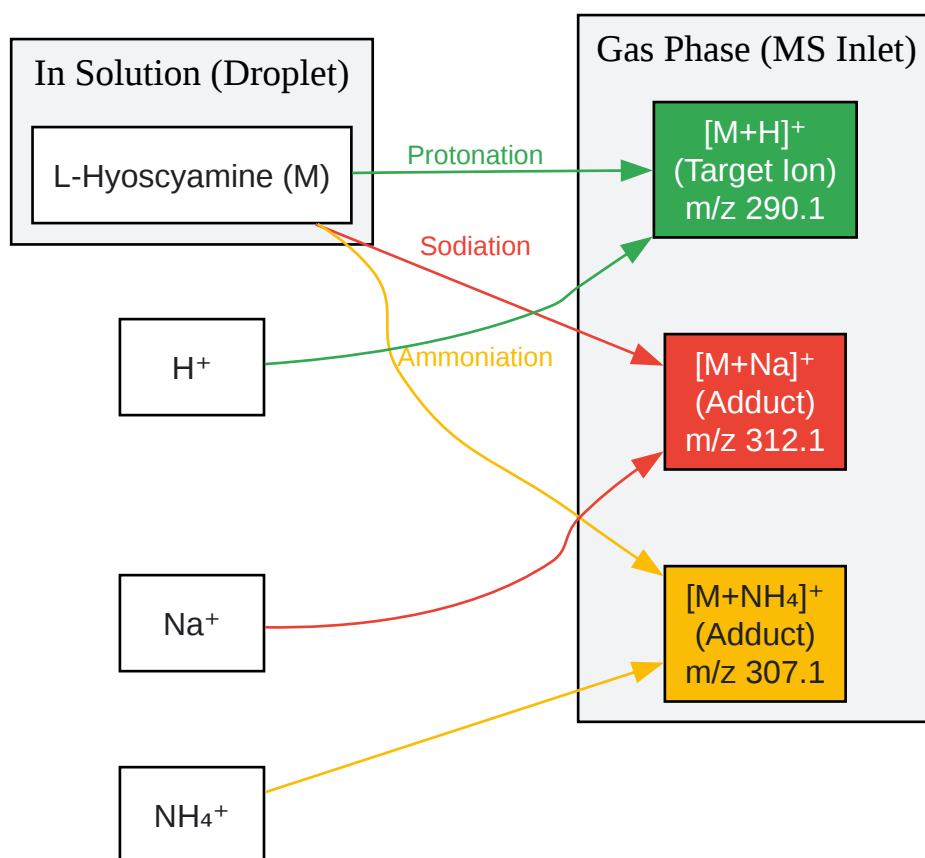 In Solution (Droplet)
L-Hyoscyamine (M)
H⁺
Na⁺
NH₄⁺
Protonation
Sodiation
Ammoniation
Gas Phase (MS Inlet)
[M+H]⁺
(Target Ion)
m/z 290.1
[M+Na]⁺
(Adduct)
m/z 312.1
[M+NH₄]⁺
(Adduct)
m/z 307.1